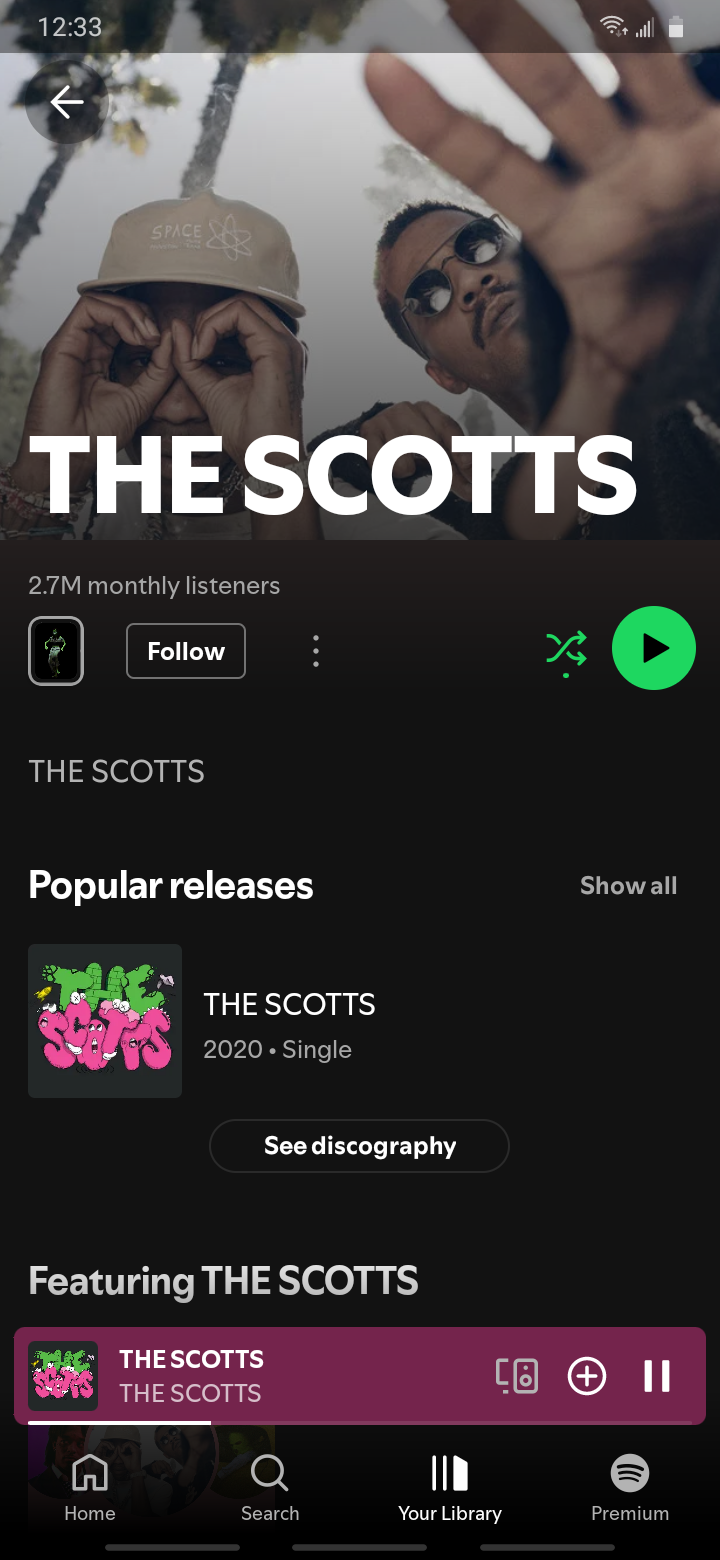 12:33
SPACE
THE SCOTTS
2.7M monthly listeners
Follow
THE SCOTTS
Popular releases
Show all
THE SCOTTS
THE SCOTTS
2020 • Single
See discography
Featuring THE SCOTTS
THE SCOTTS
THE SCOTTS
THE SCOTTS
Home
Search
Your Library
Premium